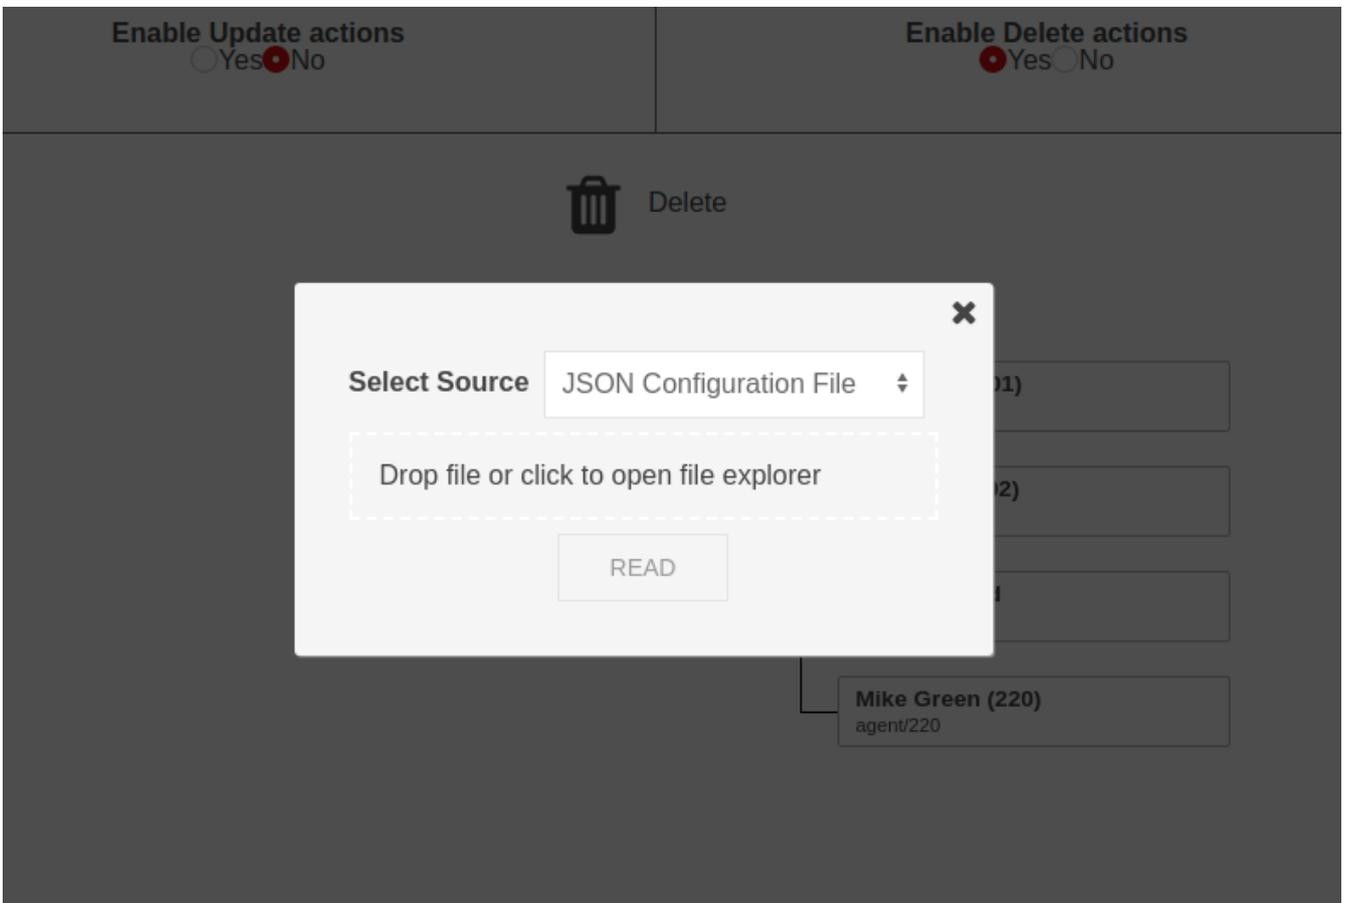 Enable Update actions
Enable Delete actions
Yes No
Yes No
Delete
Select Source JSON Configuration File
Drop file or click to open file explorer
READ
Mike Green (220)
agent/220